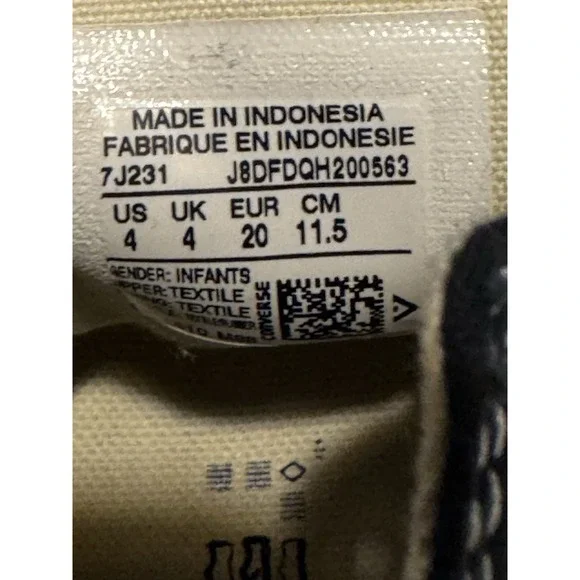 MADE IN INDONESIA
FABRIQUE EN INDONESIE
7J231 J8DFDQH200563
US UK EUR CM
4 4 20 11.5
GENDER: INFANTS
UPPER: TEXTILE
TEXTILE
CONVERSE